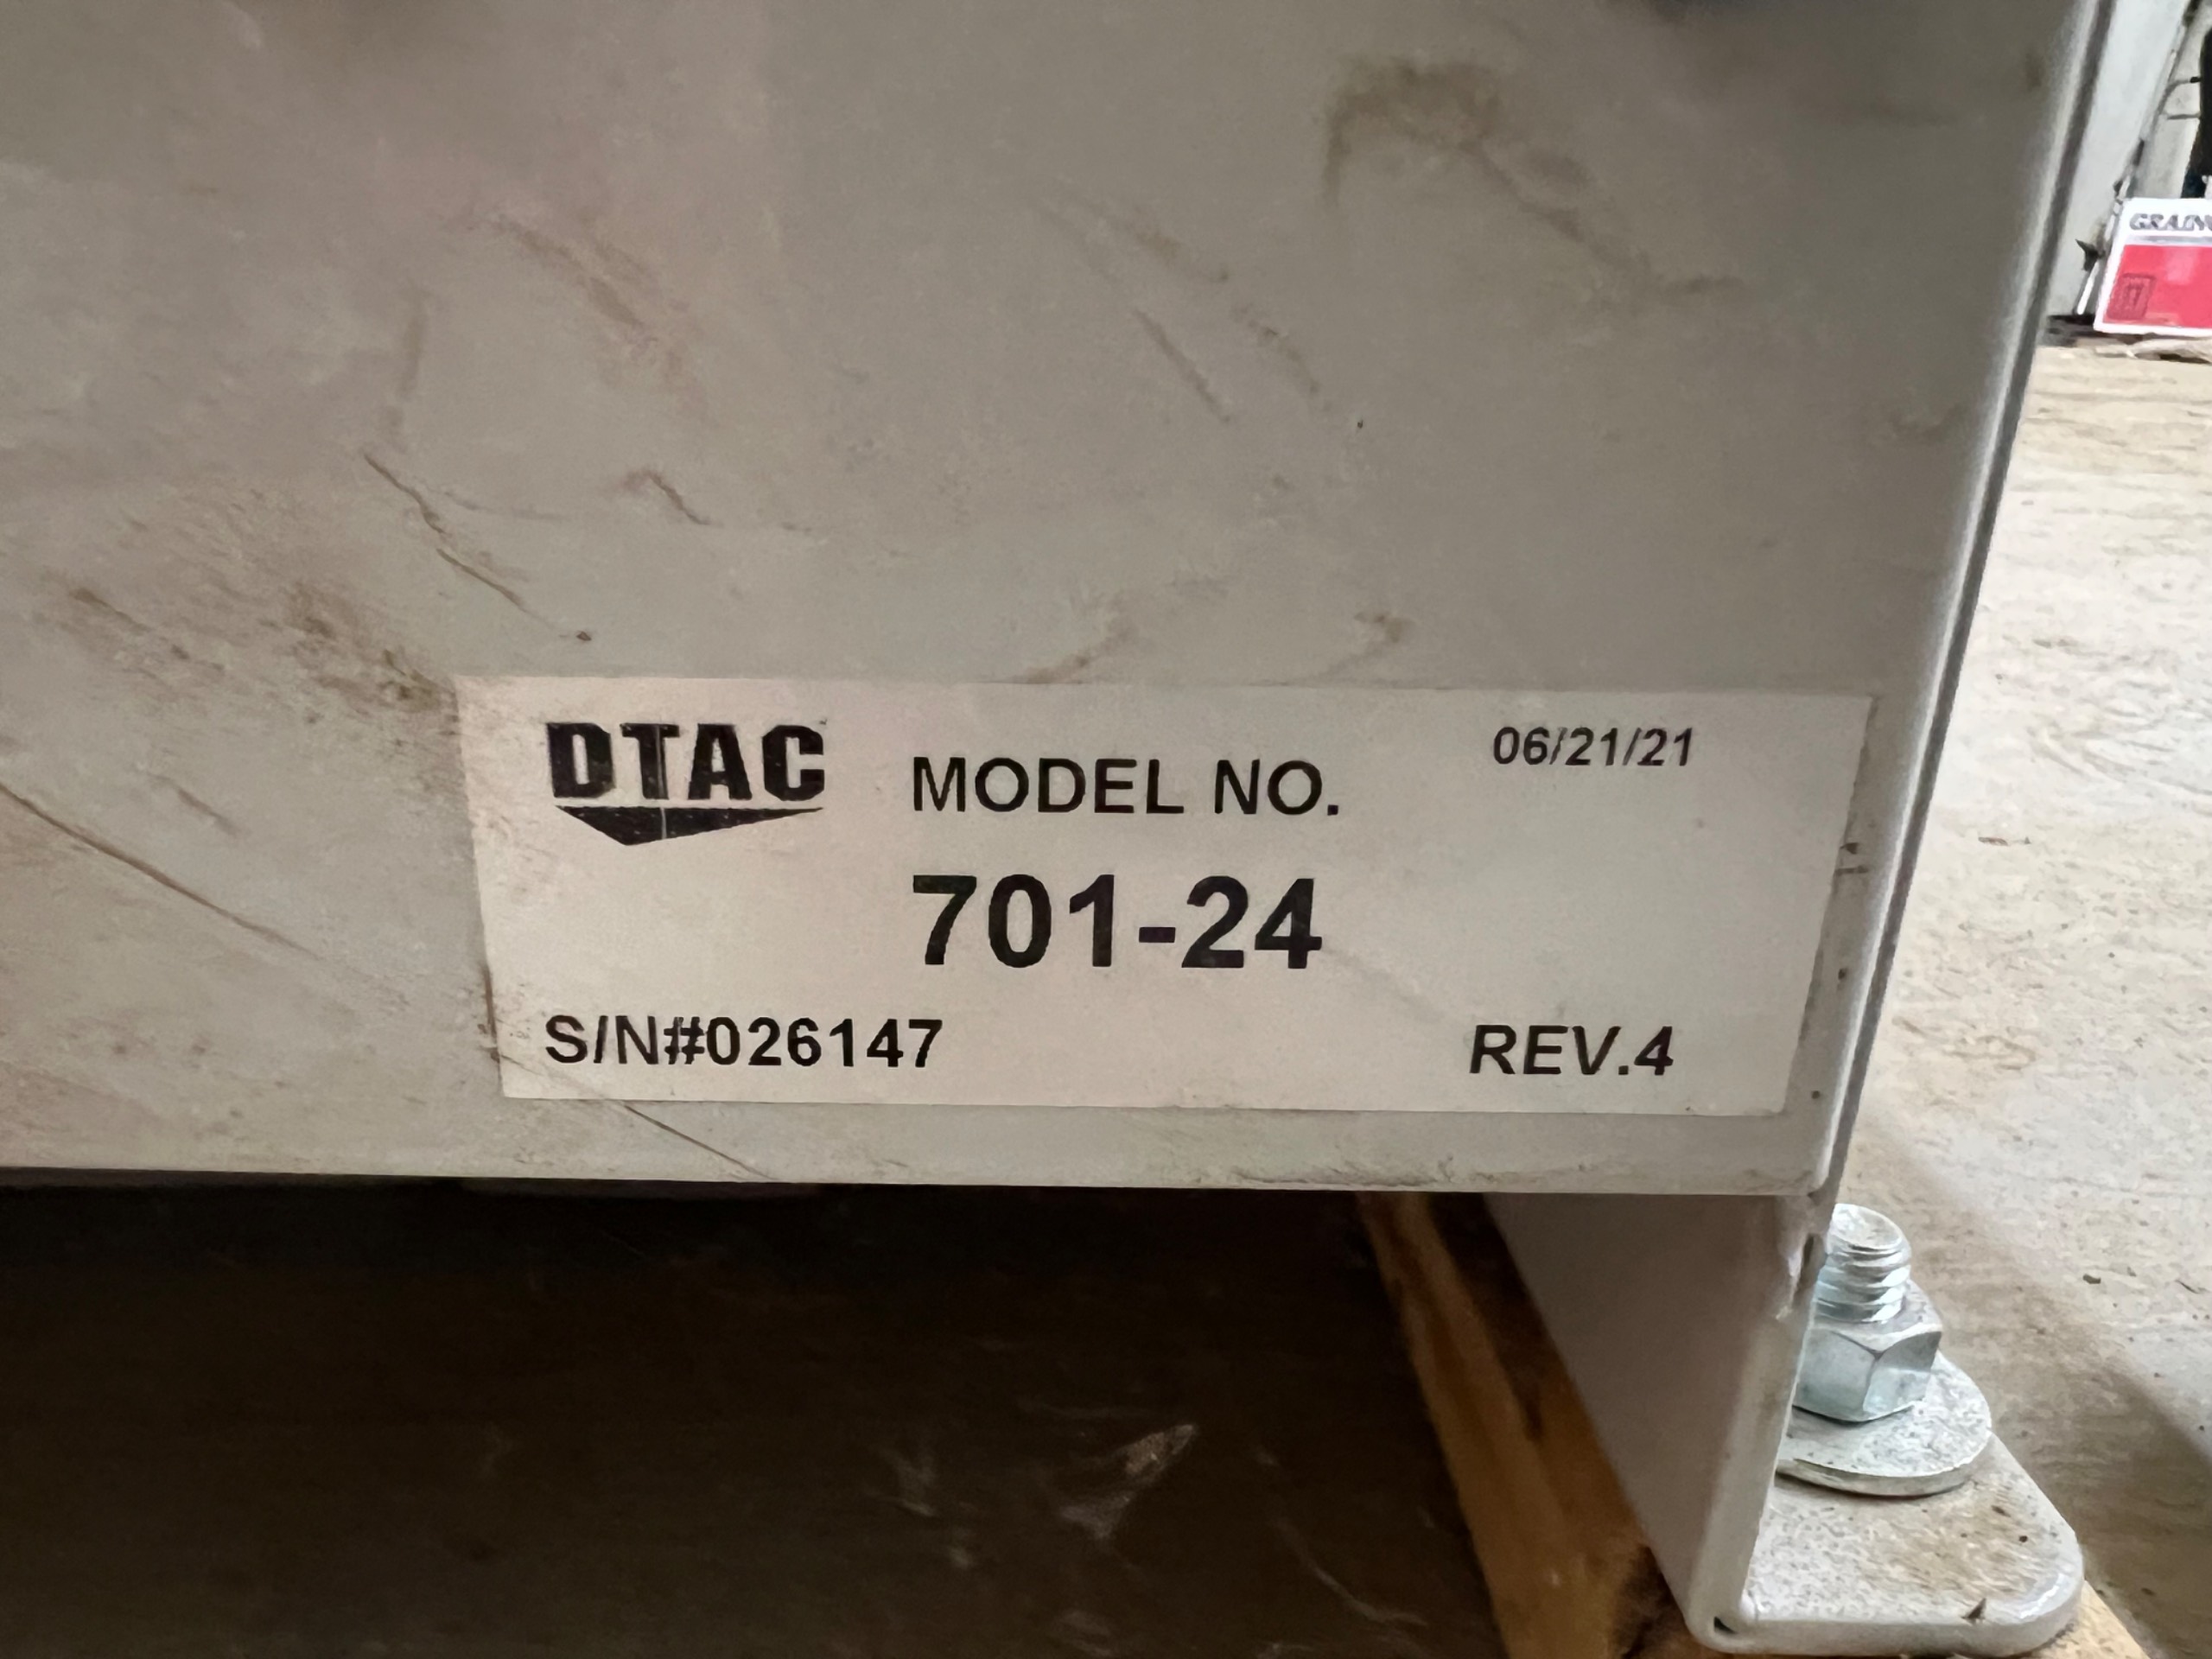 DTAC
MODEL NO.
06/21/21
701-24
S/N#026147
REV.4